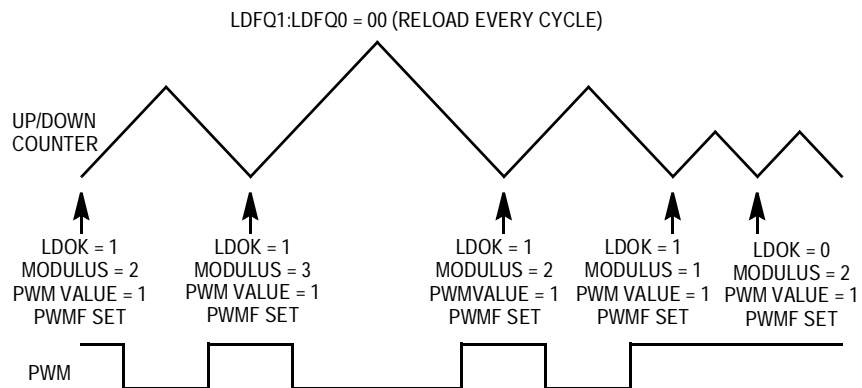 LDFQ1:LDFQ0 = 00 (RELOAD EVERY CYCLE)
UP/DOWN
COUNTER
LDOK = 1
MODULUS = 2
PWM VALUE = 1
PWMF SET
LDOK = 1
MODULUS = 3
PWM VALUE = 1
PWMF SET
LDOK = 1
MODULUS = 2
PWMVALUE = 1
PWMF SET
LDOK = 1
MODULUS = 1
PWM VALUE = 1
PWMF SET
LDOK = 0
MODULUS = 2
PWM VALUE = 1
PWMF SET
PWM